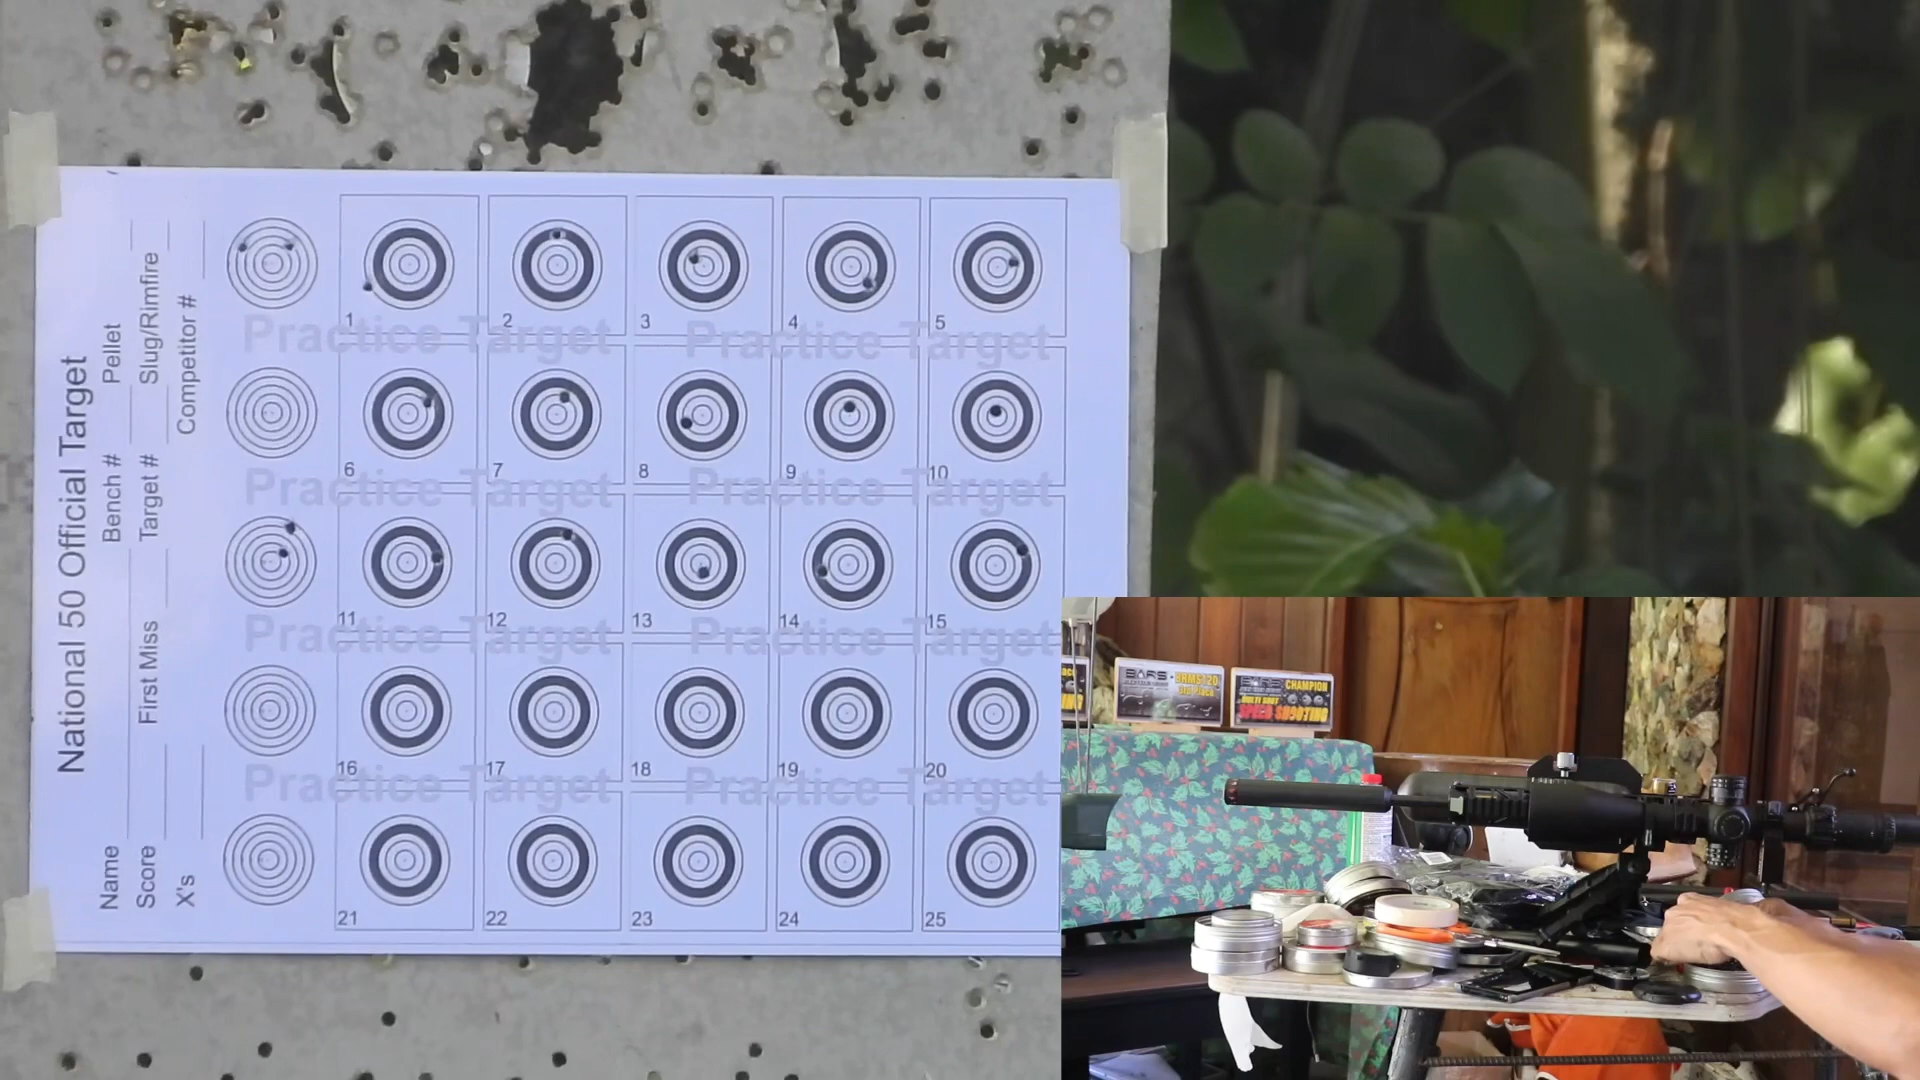 National 50 Official Target
Bench # Pellet
Target # Slug/Rimfire
First Miss Competitor #
Name
Score
X's
1 2 3 4 5
Practice Target Practice Target
6 7 8 9 10
Practice Target Practice Target
11 12 13 14 15
Practice Target Practice Target
16 17 18 19 20
Practice Target Practice Target
21 22 23 24 25
BRMS120
3rd Place
CHAMPION
SPEED SHOOTING